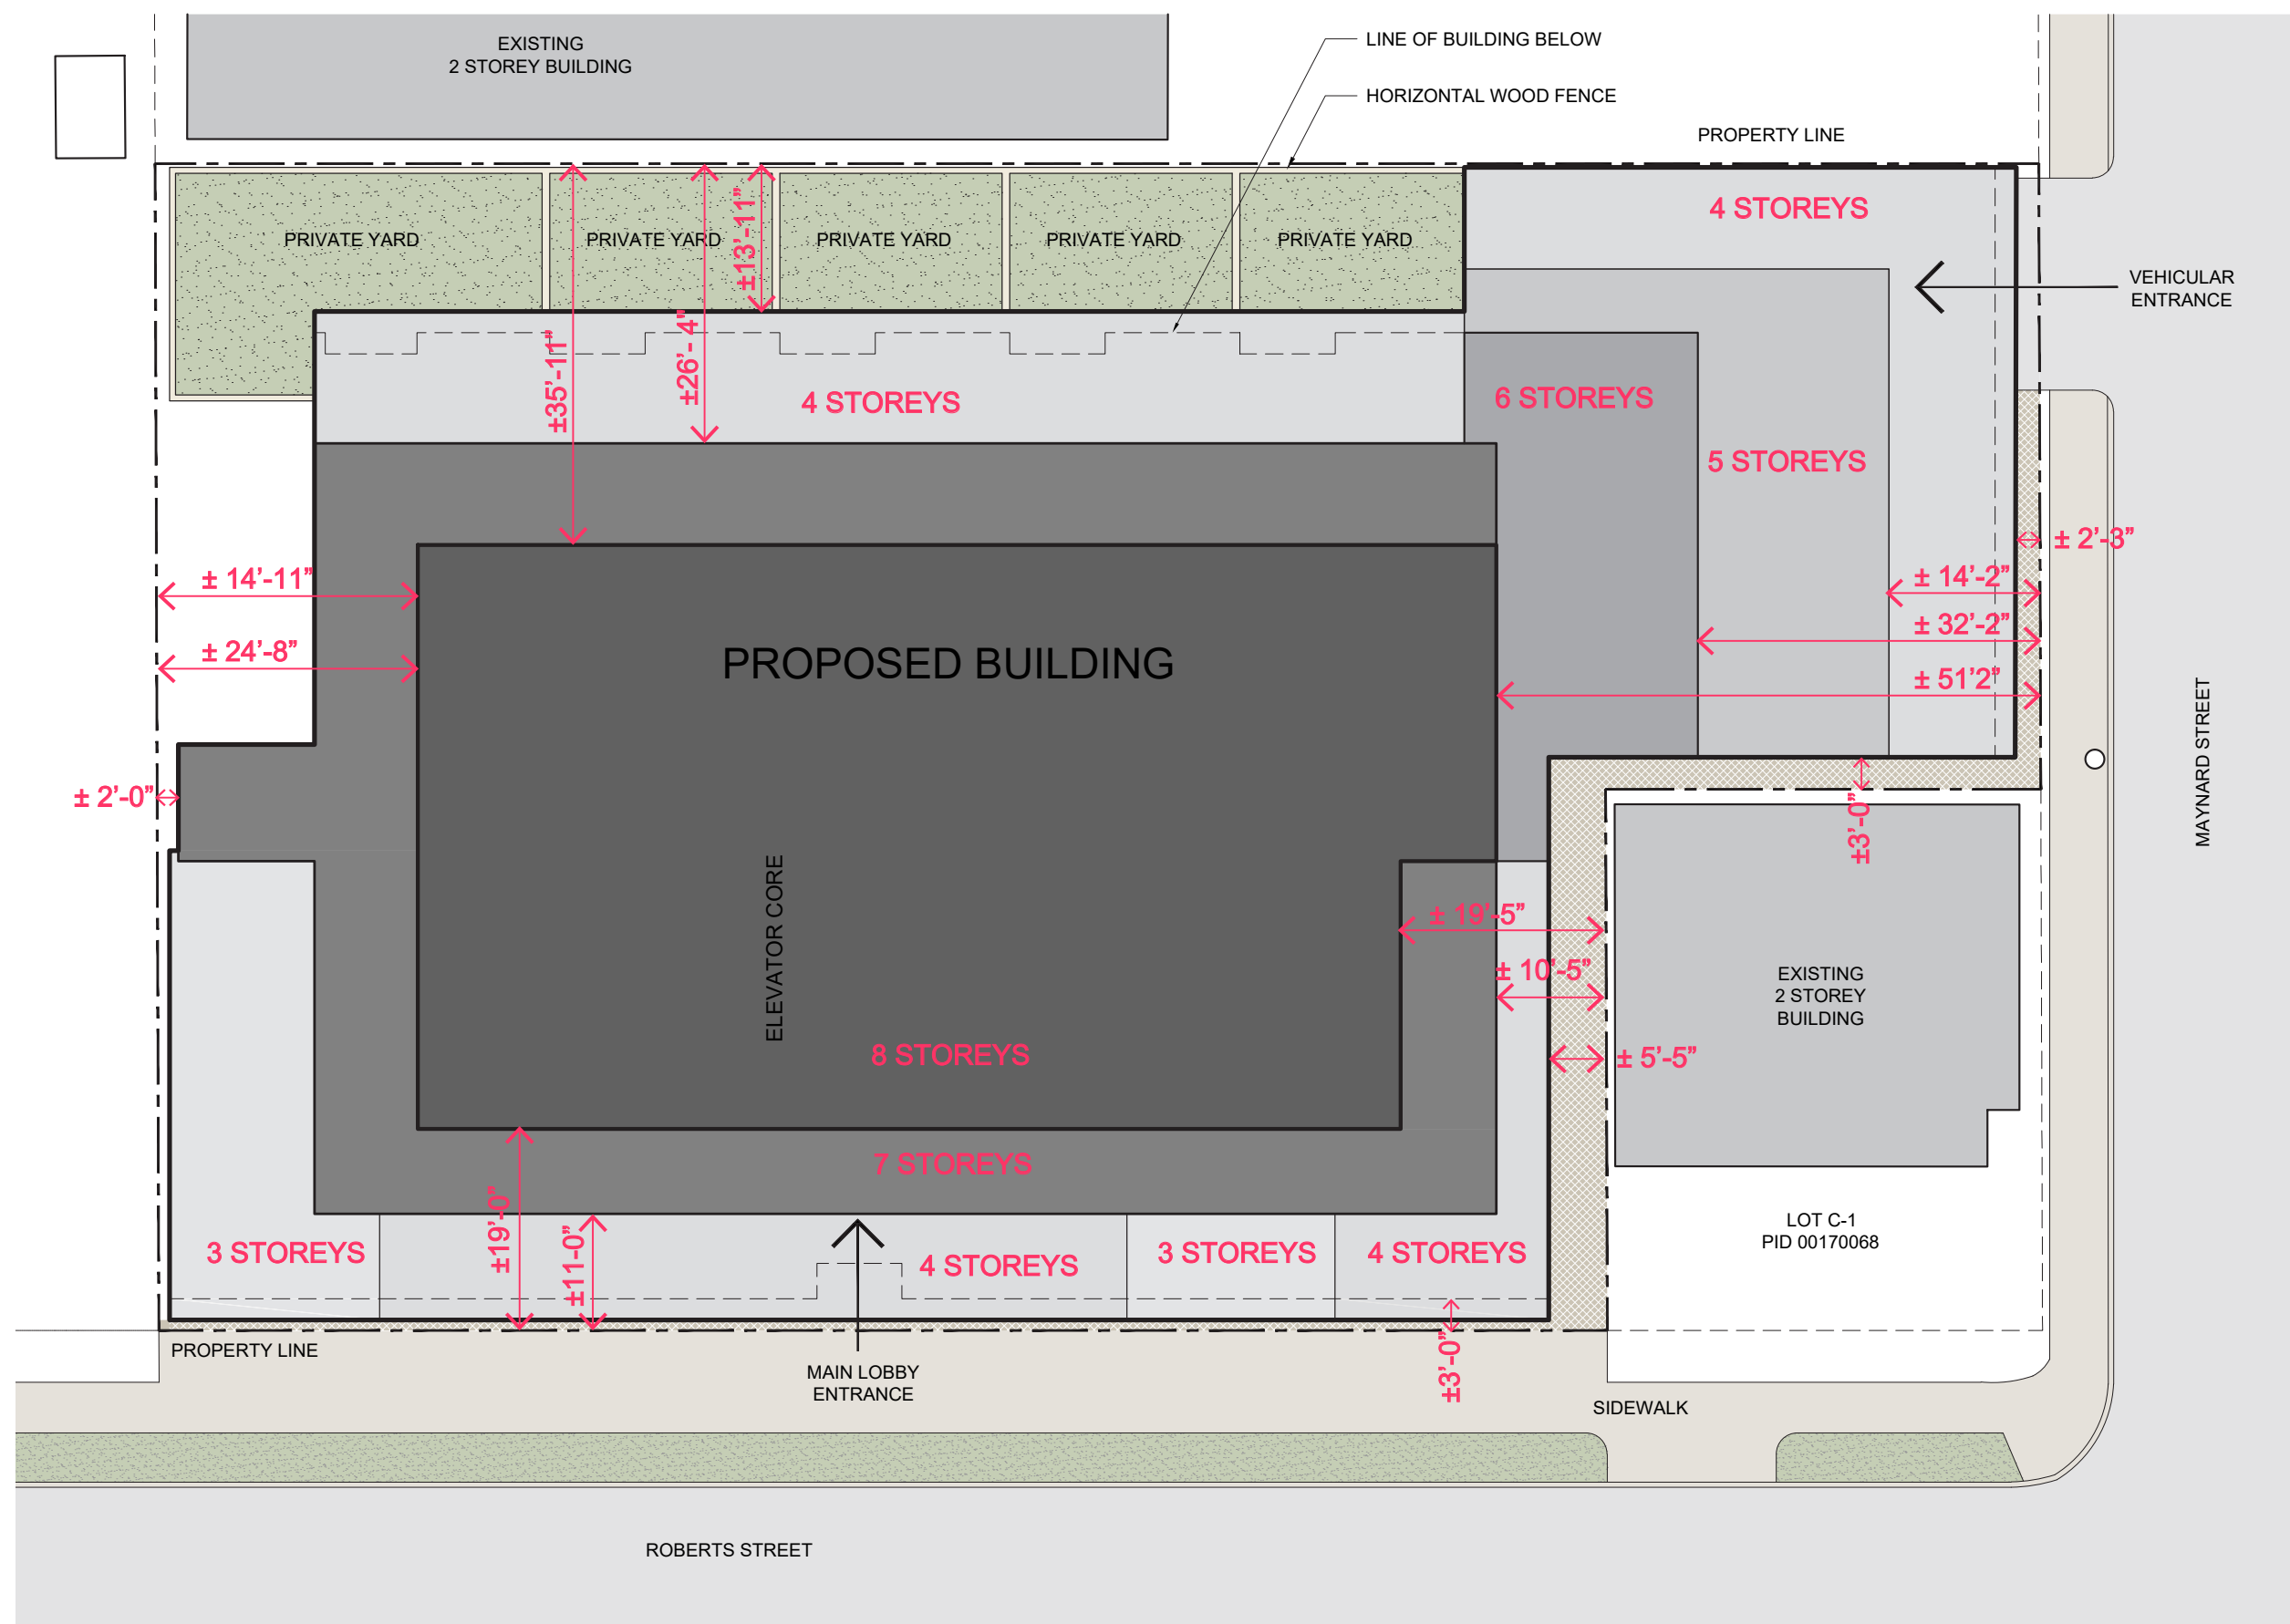 EXISTING
2 STOREY BUILDING
LINE OF BUILDING BELOW
HORIZONTAL WOOD FENCE
PROPERTY LINE
4 STOREYS
PRIVATE YARD
PRIVATE YARD
PRIVATE YARD
PRIVATE YARD
PRIVATE YARD
±13’-11”
VEHICULAR
ENTRANCE
±35’-11”
±26’- 4"
4 STOREYS
6 STOREYS
5 STOREYS
± 2’-3”
± 14’-11”
± 14’-2”
± 24’-8”
± 32’-2”
PROPOSED BUILDING
± 51’2”
MAYNARD STREET
± 2’-0”
±3’-0”
ELEVATOR CORE
± 19’-5”
± 10’-5”
EXISTING
2 STOREY
BUILDING
8 STOREYS
± 5’-5”
7 STOREYS
±19’-0”
±11-0”
LOT C-1
PID 00170068
3 STOREYS
4 STOREYS
3 STOREYS
4 STOREYS
±3’-0”
PROPERTY LINE
MAIN LOBBY
ENTRANCE
SIDEWALK
ROBERTS STREET